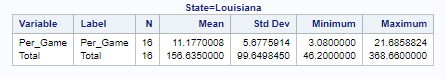 State=Louisiana
Variable Label N Mean Std Dev Minimum Maximum
Per_Game Per_Game 16 11.1770008 5.6775914 3.0800000 21.6858824
Total Total 16 156.6350000 99.6498450 46.2000000 368.6600000